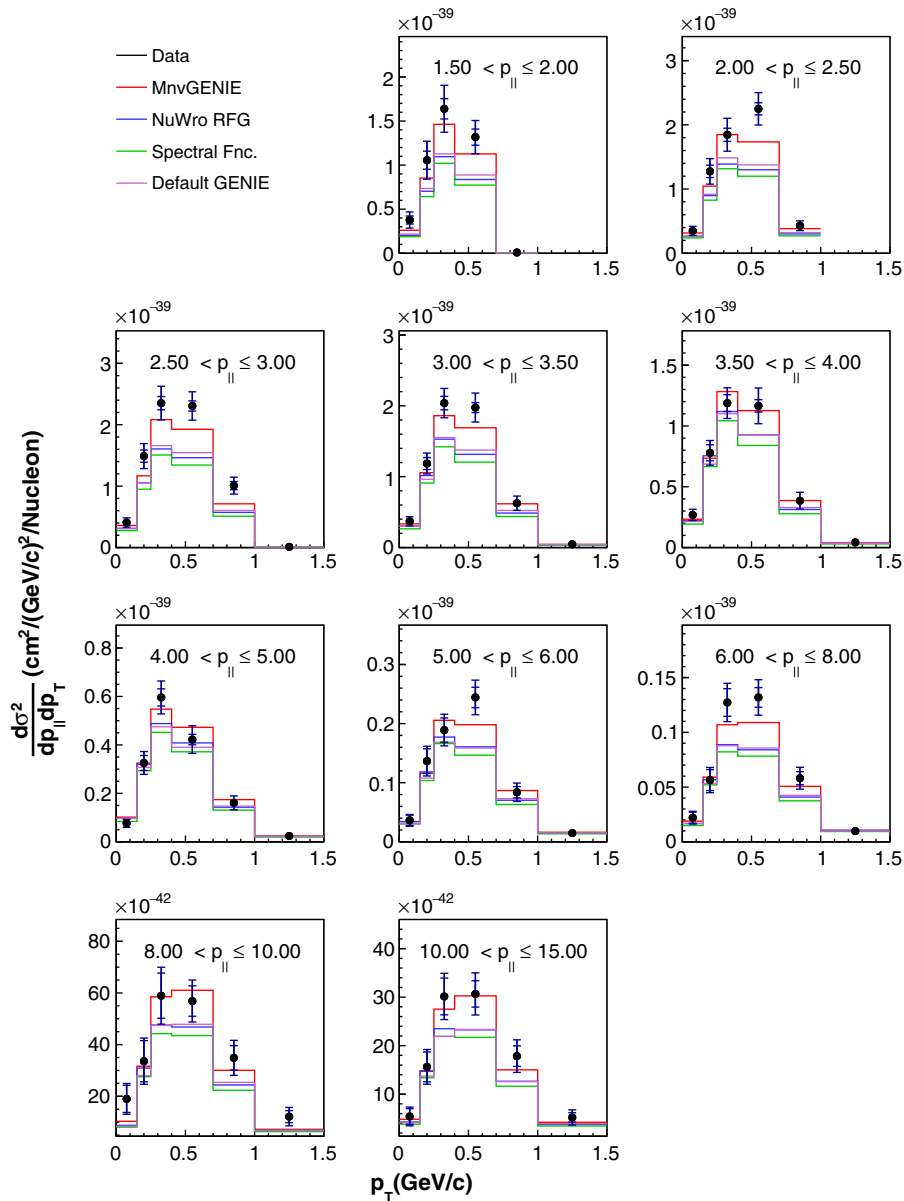 Data
MnvGENIE
NuWro RFG
Spectral Fnc.
Default GENIE
×10⁻³⁹
1.50 < p|| ≤ 2.00
2
1.5
1
0.5
0
0 0.5 1 1.5
×10⁻³⁹
2.00 < p|| ≤ 2.50
3
2
1
0
0 0.5 1 1.5
×10⁻³⁹
2.50 < p|| ≤ 3.00
3
2
1
0
0 0.5 1 1.5
×10⁻³⁹
3.00 < p|| ≤ 3.50
3
2
1
0
0 0.5 1 1.5
×10⁻³⁹
3.50 < p|| ≤ 4.00
1.5
1
0.5
0
0 0.5 1 1.5
×10⁻³⁹
4.00 < p|| ≤ 5.00
0.8
0.6
0.4
0.2
0
0 0.5 1 1.5
×10⁻³⁹
5.00 < p|| ≤ 6.00
0.3
0.2
0.1
0
0 0.5 1 1.5
×10⁻³⁹
6.00 < p|| ≤ 8.00
0.15
0.1
0.05
0
0 0.5 1 1.5
×10⁻⁴²
8.00 < p|| ≤ 10.00
80
60
40
20
0 0.5 1 1.5
×10⁻⁴²
10.00 < p|| ≤ 15.00
40
30
20
10
0 0.5 1 1.5
dσ²/dp||dpT (cm²/(GeV/c)²/Nucleon)
pT(GeV/c)